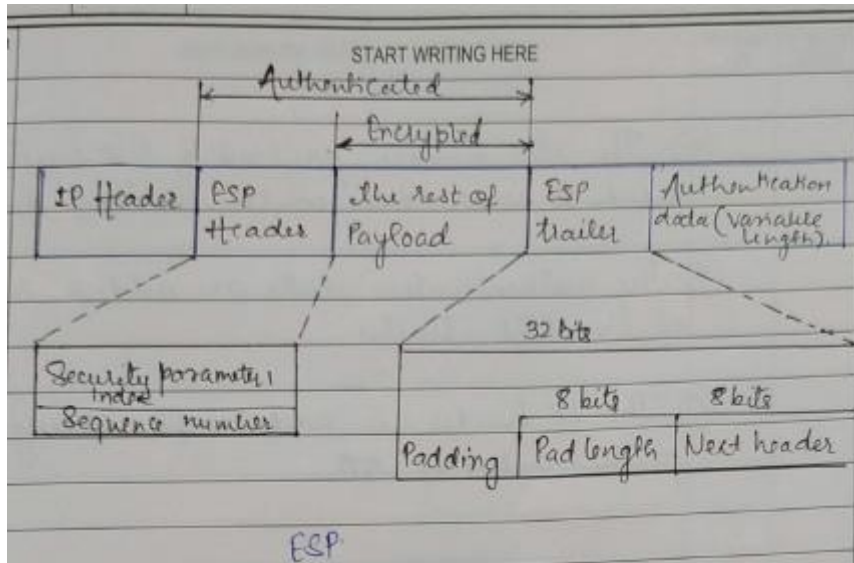 START WRITING HERE
Authenticated
Encrypted
IP Header
ESP
Header
The rest of
Payload
ESP
trailer
Authentication
data (variable
length)
Security parameter
index
Sequence number
32 bits
8 bits
8 bits
Padding
Pad length
Next header
ESP